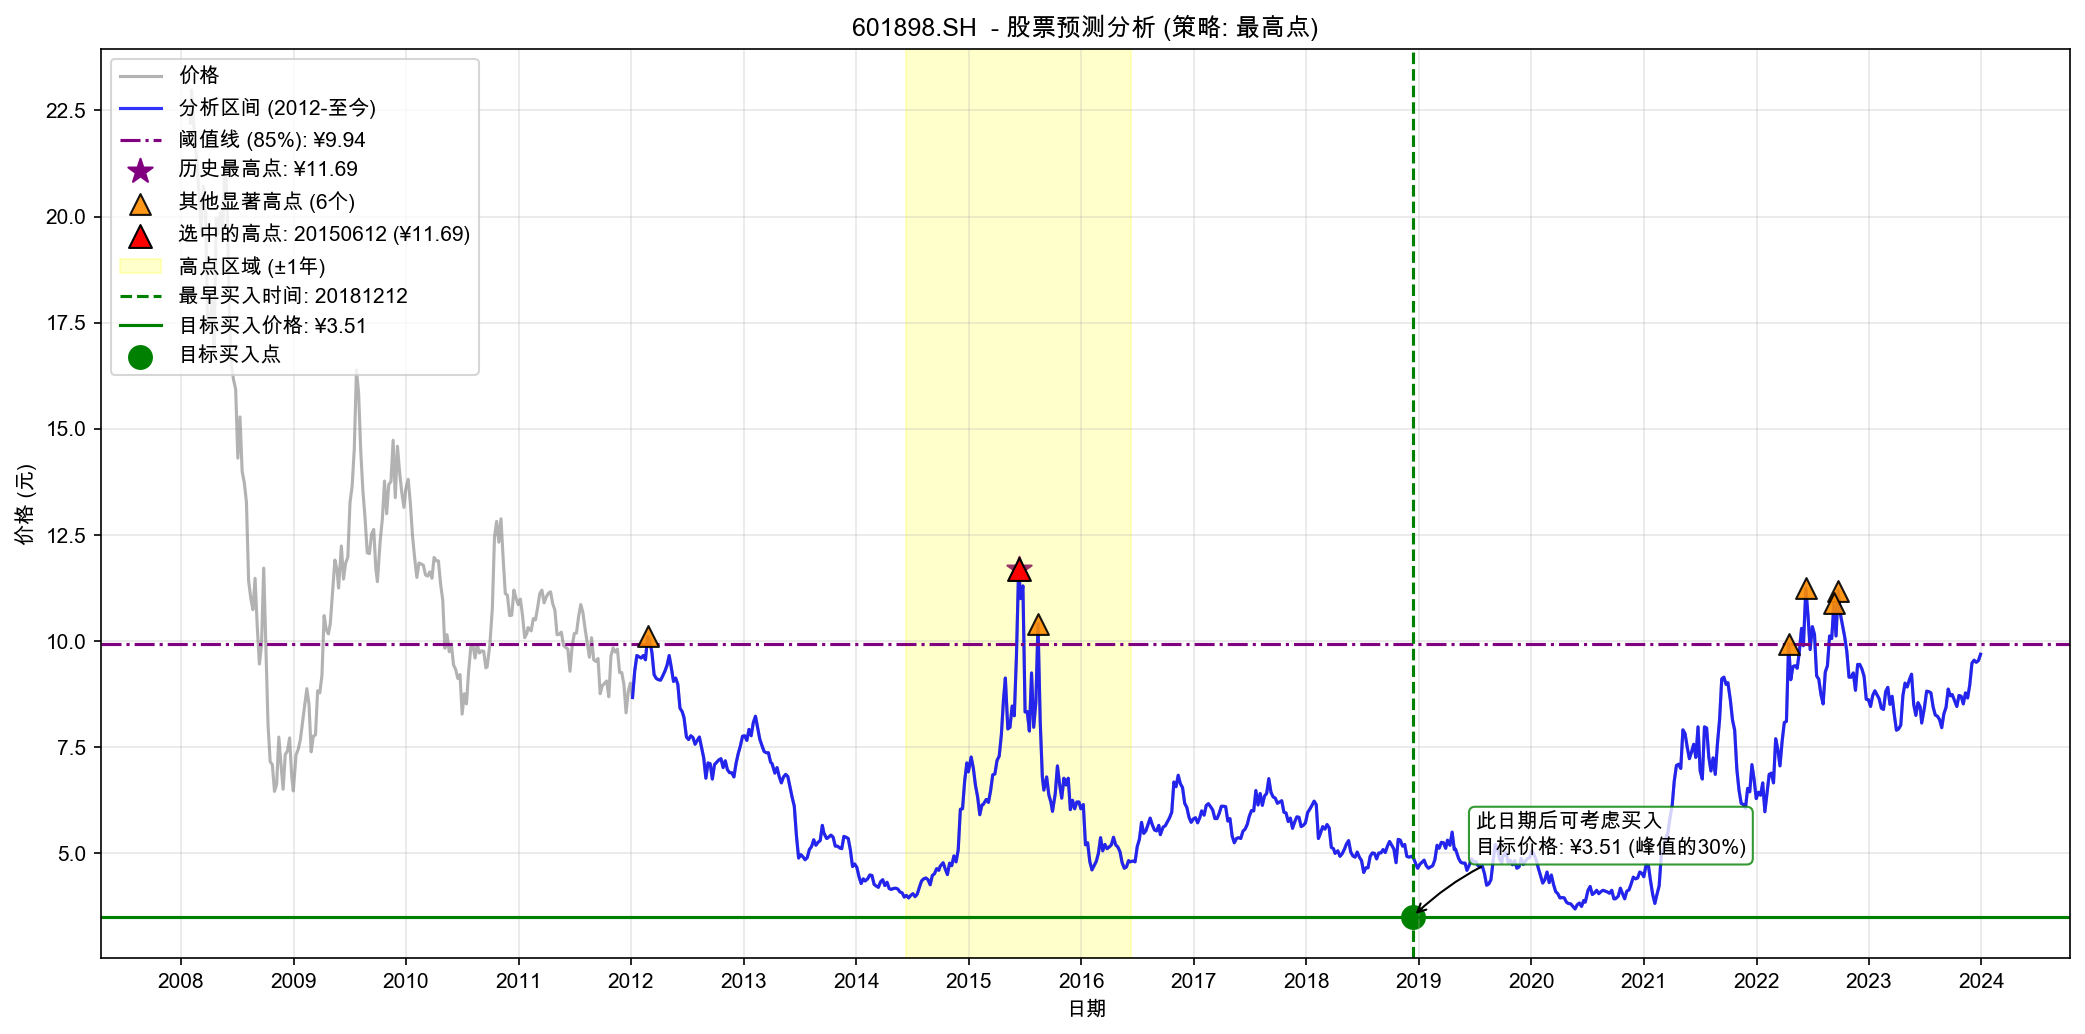 601898.SH - 股票预测分析 (策略: 最高点)
价格
分析区间 (2012-至今)
阈值线 (85%): ¥9.94
历史最高点: ¥11.69
其他显著高点 (6个)
选中的高点: 20150612 (¥11.69)
高点区域 (±1年)
最早买入时间: 20181212
目标买入价格: ¥3.51
目标买入点
价格 (元)
22.5
20.0
17.5
15.0
12.5
10.0
7.5
5.0
此日期后可考虑买入
目标价格: ¥3.51 (峰值的30%)
2008 2009 2010 2011 2012 2013 2014 2015 2016 2017 2018 2019 2020 2021 2022 2023 2024
日期